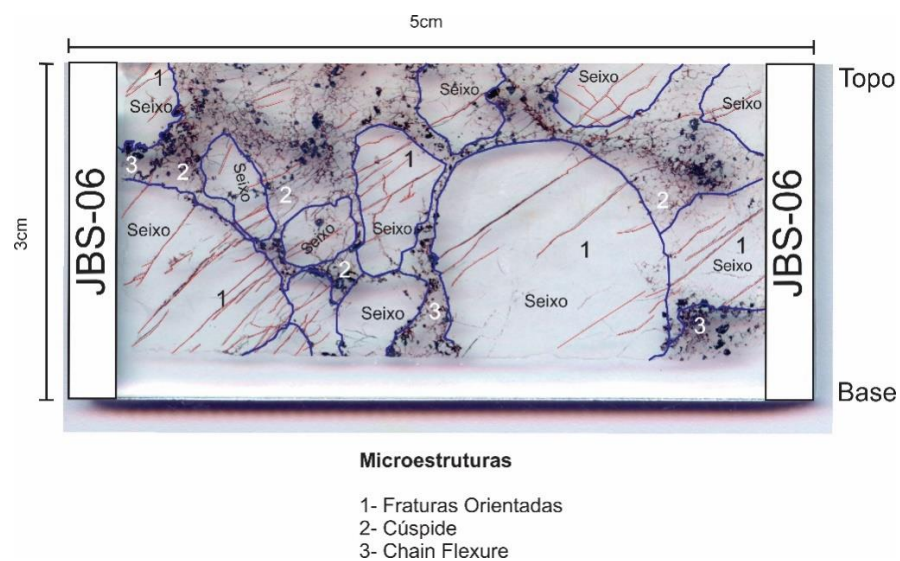 5cm
3cm
Topo
Base
JBS-06
JBS-06
1
Seixo
Seixo
Seixo
Seixo
3
2
Seixo
2
1
2
Seixo
Seixo
Seixo
1
1
Seixo
2
1
Seixo
Seixo
3
Seixo
3
Microestruturas
1- Fraturas Orientadas
2- Cúspide
3- Chain Flexure